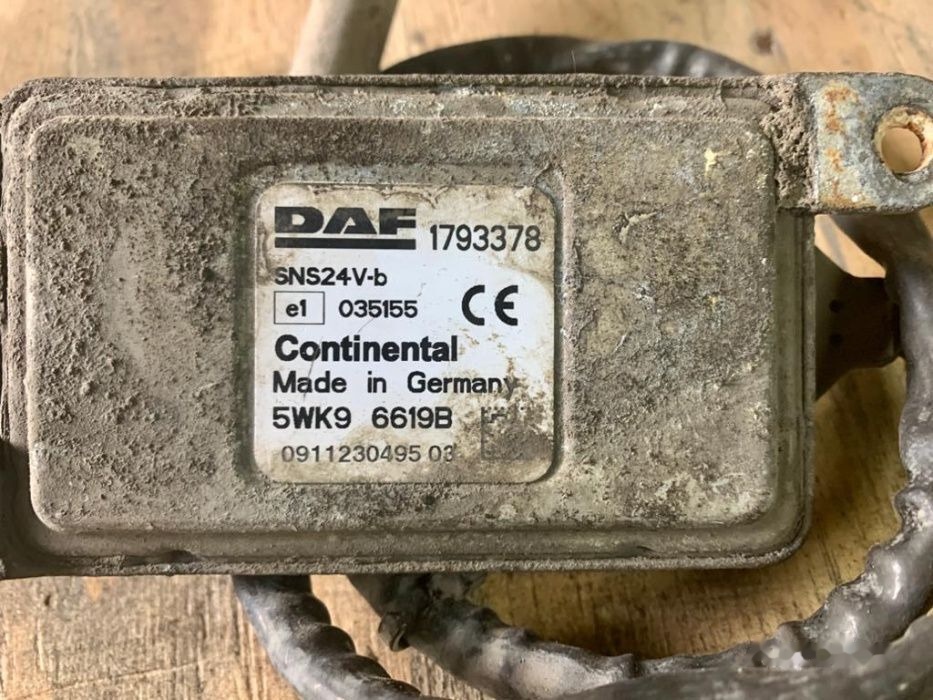 DAF 1793378
SNS24V-b
e1 035155 CE
Continental
Made in Germany
5WK9 6619B
0911230495 03